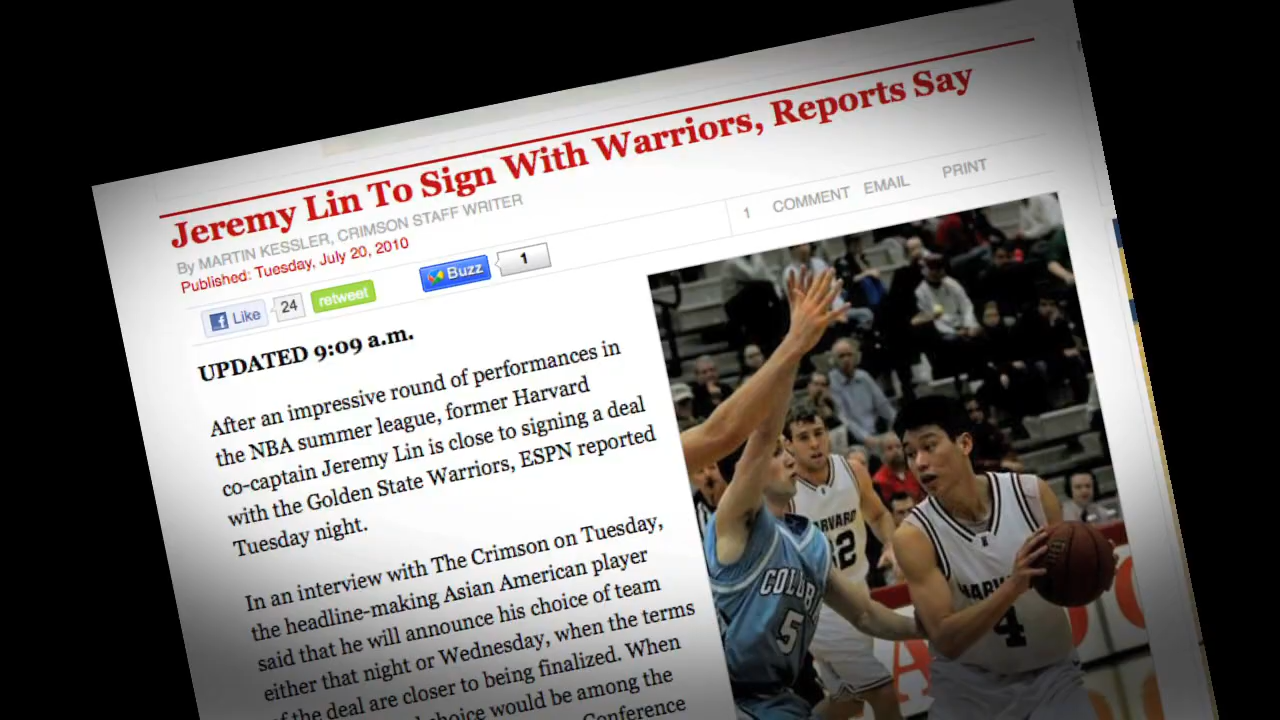 Jeremy Lin To Sign With Warriors, Reports Say
By MARTIN KESSLER, CRIMSON STAFF WRITER
Published: Tuesday, July 20, 2010
1 COMMENT EMAIL PRINT
Like 24 retweet Buzz 1
UPDATED 9:09 a.m.
After an impressive round of performances in
the NBA summer league, former Harvard
co-captain Jeremy Lin is close to signing a deal
with the Golden State Warriors, ESPN reported
Tuesday night.
In an interview with The Crimson on Tuesday,
the headline-making Asian American player
said that he will announce his choice of team
either that night or Wednesday, when the terms
of the deal are closer to being finalized. When
choice would be among the
Conference
5
4